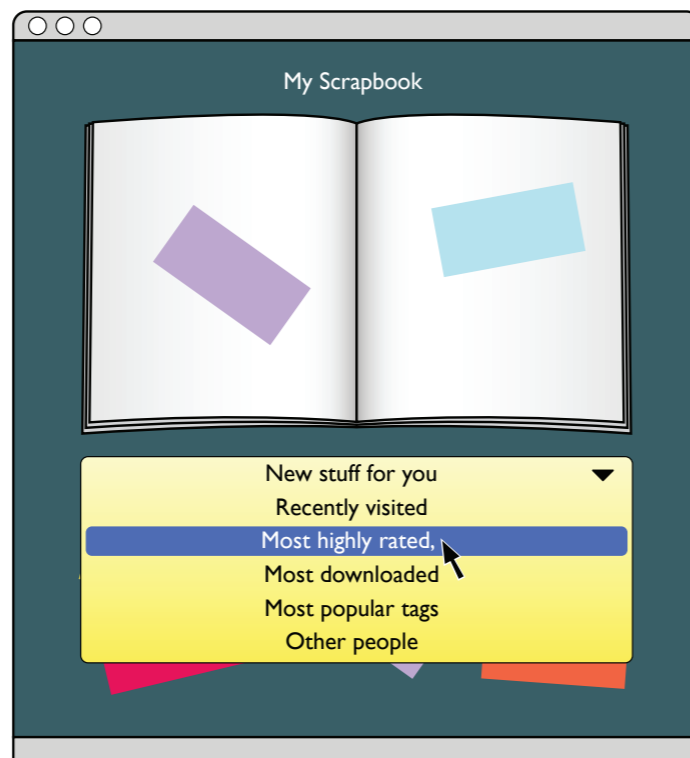 My Scrapbook
New stuff for you
Recently visited
Most highly rated,
Most downloaded
Most popular tags
Other people